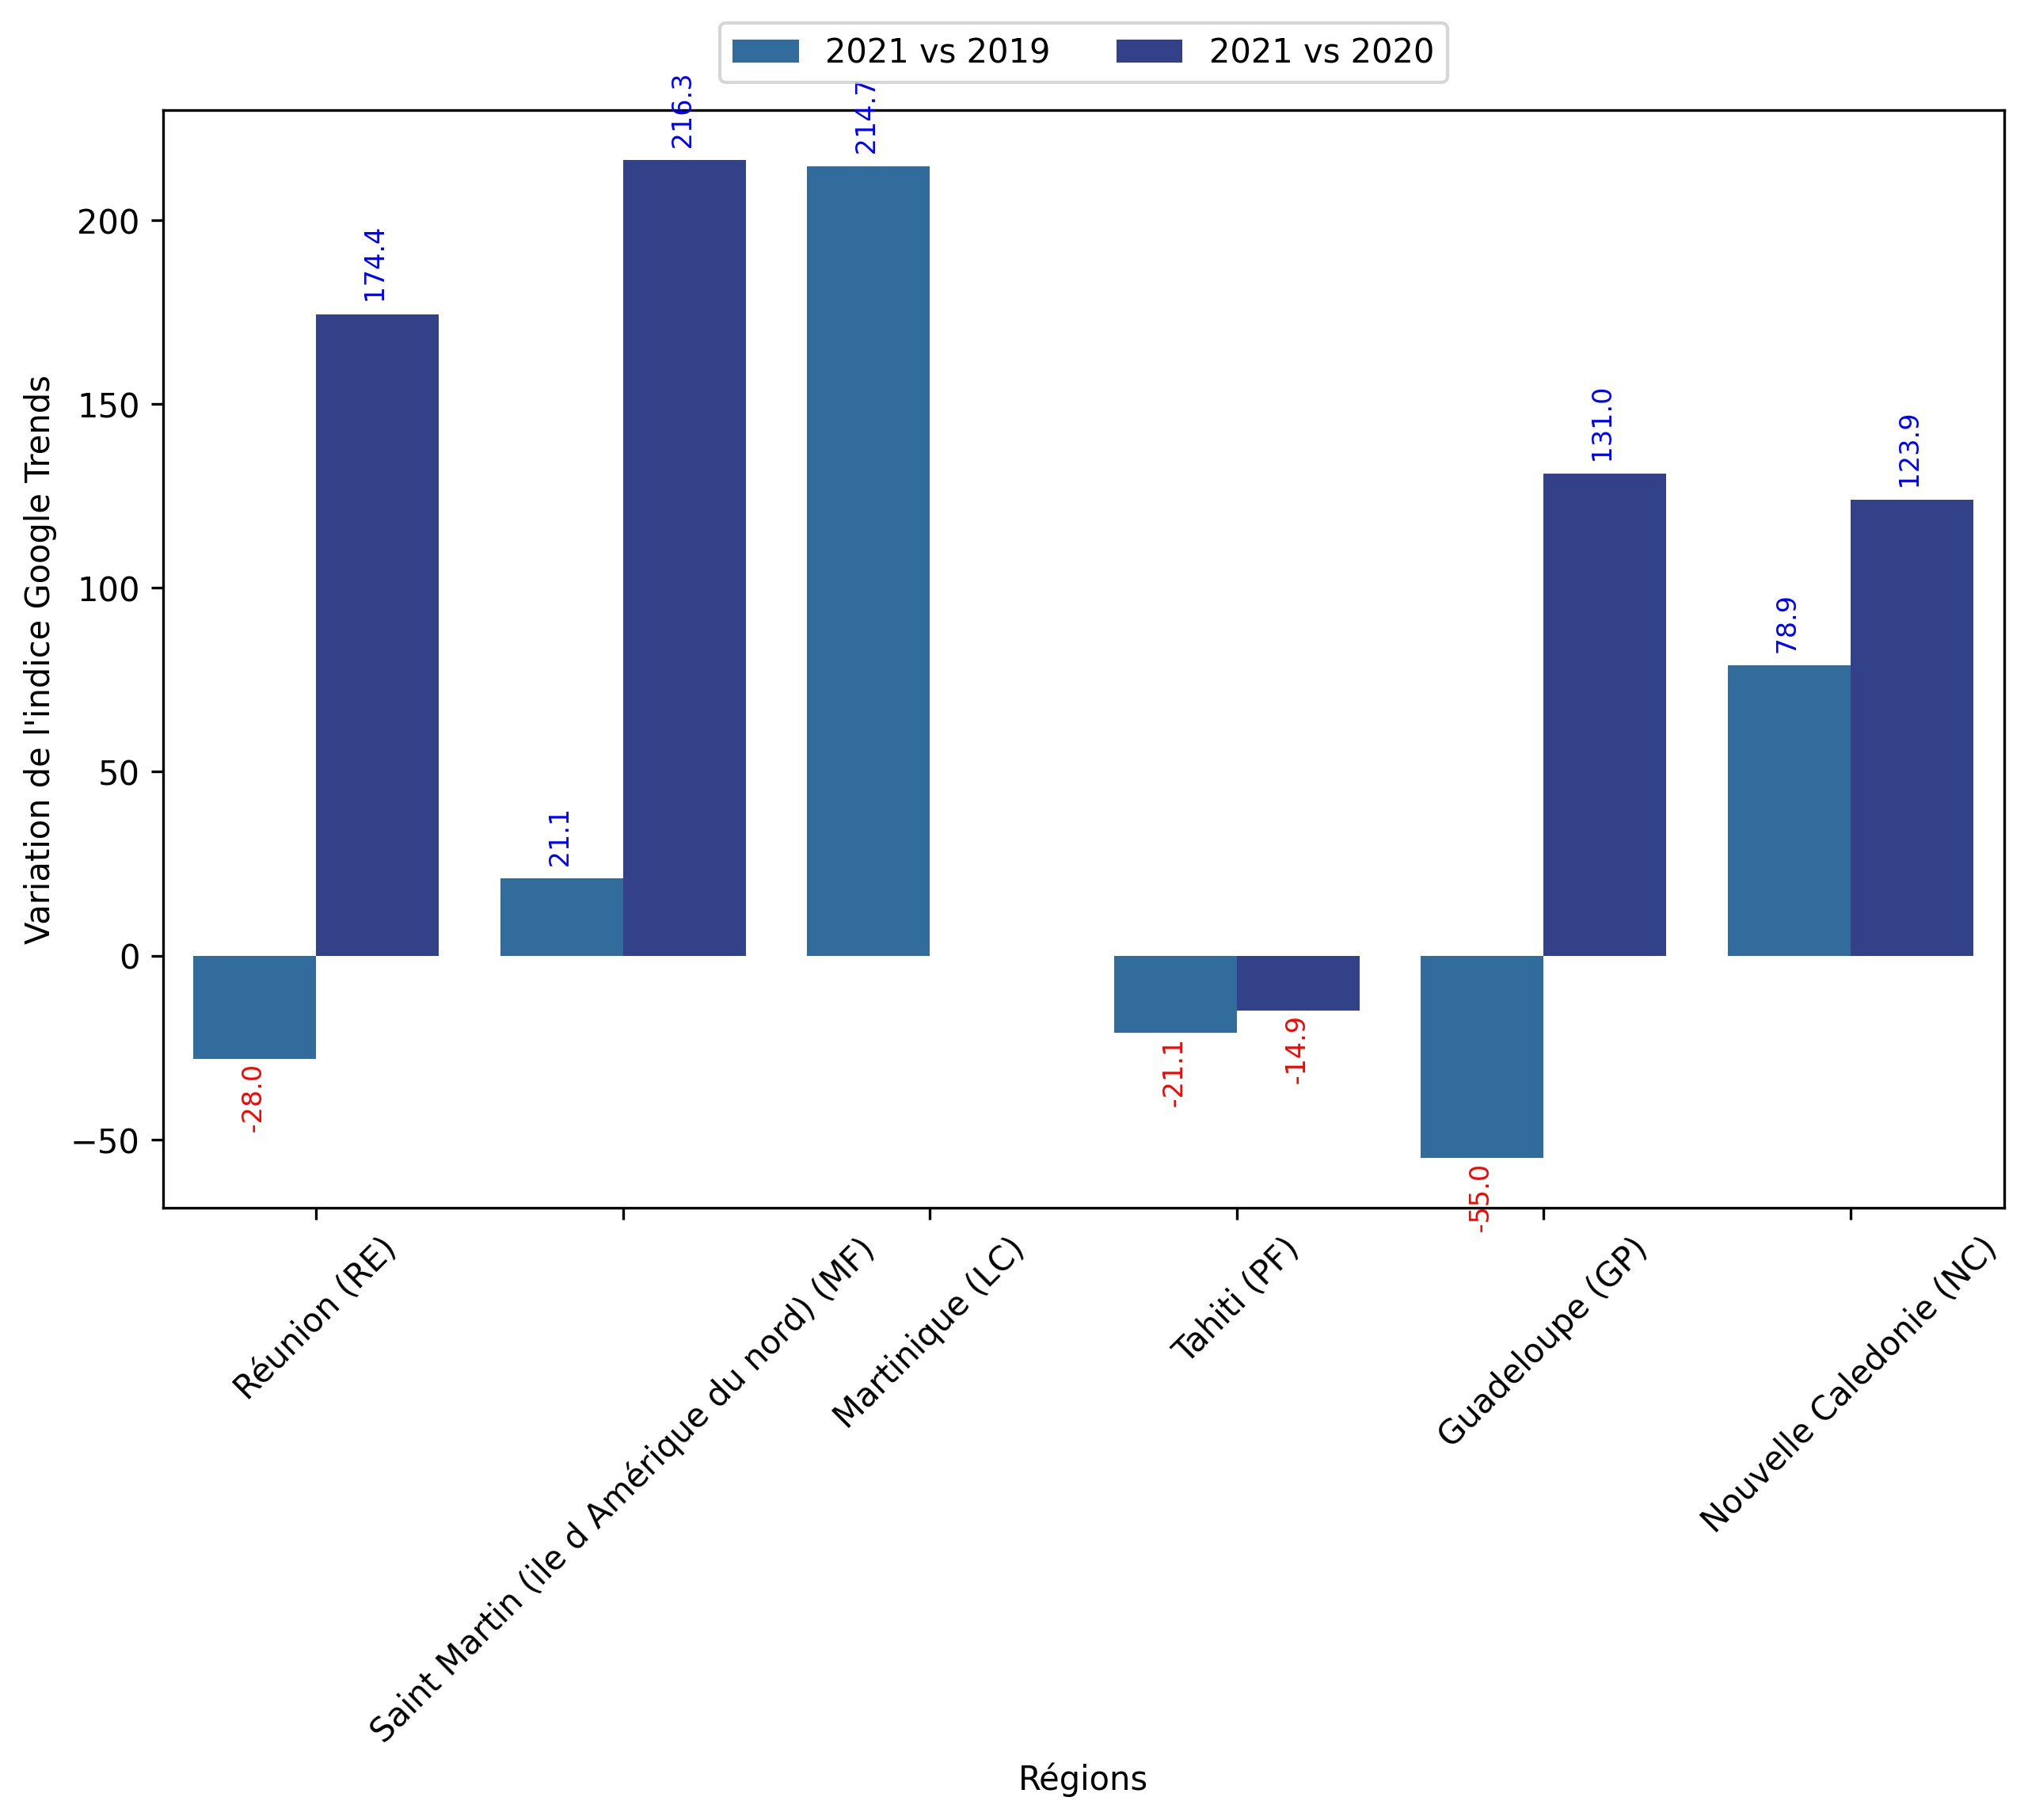 2021 vs 2019
2021 vs 2020
Variation de l'indice Google Trends
200
150
100
50
0
−50
-28.0
174.4
21.1
216.3
214.7
-21.1
-14.9
-55.0
131.0
78.9
123.9
Réunion (RE)
Saint Martin (ile d Amérique du nord) (MF)
Martinique (LC)
Tahiti (PF)
Guadeloupe (GP)
Nouvelle Caledonie (NC)
Régions